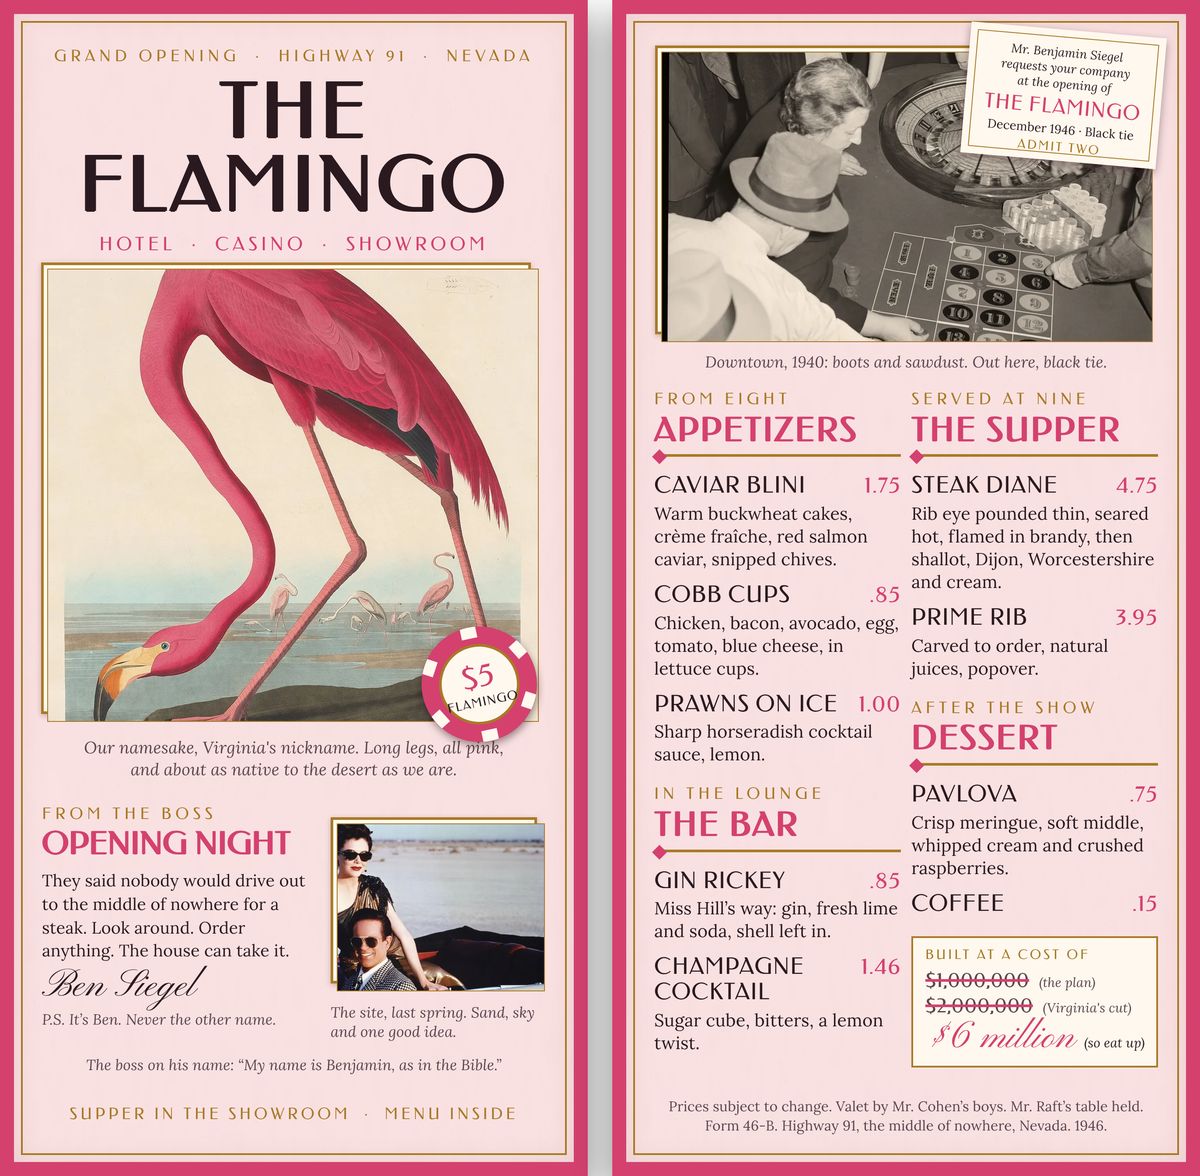 GRAND OPENING · HIGHWAY 91 · NEVADA
THE
FLAMINGO
HOTEL · CASINO · SHOWROOM
$5
FLAMINGO
Our namesake, Virginia's nickname. Long legs, all pink,
and about as native to the desert as we are.
FROM THE BOSS
OPENING NIGHT
They said nobody would drive out
to the middle of nowhere for a
steak. Look around. Order
anything. The house can take it.
Ben Siegel
P.S. It’s Ben. Never the other name.
The site, last spring. Sand, sky
and one good idea.
The boss on his name: “My name is Benjamin, as in the Bible.”
SUPPER IN THE SHOWROOM · MENU INSIDE
Mr. Benjamin Siegel
requests your company
at the opening of
THE FLAMINGO
December 1946 · Black tie
ADMIT TWO
1 2 3
4 5 6
7 8 9
10 11 12
Downtown, 1940: boots and sawdust. Out here, black tie.
FROM EIGHT
APPETIZERS
CAVIAR BLINI 1.75
Warm buckwheat cakes,
crème fraîche, red salmon
caviar, snipped chives.
COBB CUPS .85
Chicken, bacon, avocado, egg,
tomato, blue cheese, in
lettuce cups.
PRAWNS ON ICE 1.00
Sharp horseradish cocktail
sauce, lemon.
IN THE LOUNGE
THE BAR
GIN RICKEY .85
Miss Hill’s way: gin, fresh lime
and soda, shell left in.
CHAMPAGNE 1.46
COCKTAIL
Sugar cube, bitters, a lemon
twist.
SERVED AT NINE
THE SUPPER
STEAK DIANE 4.75
Rib eye pounded thin, seared
hot, flamed in brandy, then
shallot, Dijon, Worcestershire
and cream.
PRIME RIB 3.95
Carved to order, natural
juices, popover.
AFTER THE SHOW
DESSERT
PAVLOVA .75
Crisp meringue, soft middle,
whipped cream and crushed
raspberries.
COFFEE .15
BUILT AT A COST OF
$1,000,000 (the plan)
$2,000,000 (Virginia's cut)
$6 million (so eat up)
Prices subject to change. Valet by Mr. Cohen’s boys. Mr. Raft’s table held.
Form 46-B. Highway 91, the middle of nowhere, Nevada. 1946.